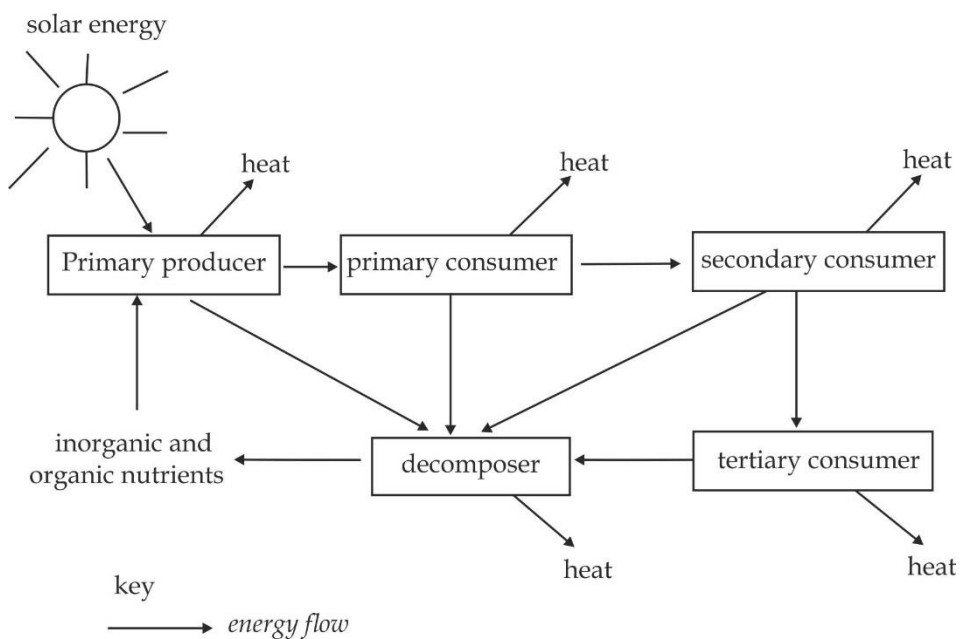 solar energy
heat
heat
heat
Primary producer
primary consumer
secondary consumer
inorganic and
organic nutrients
decomposer
tertiary consumer
heat
heat
key
energy flow